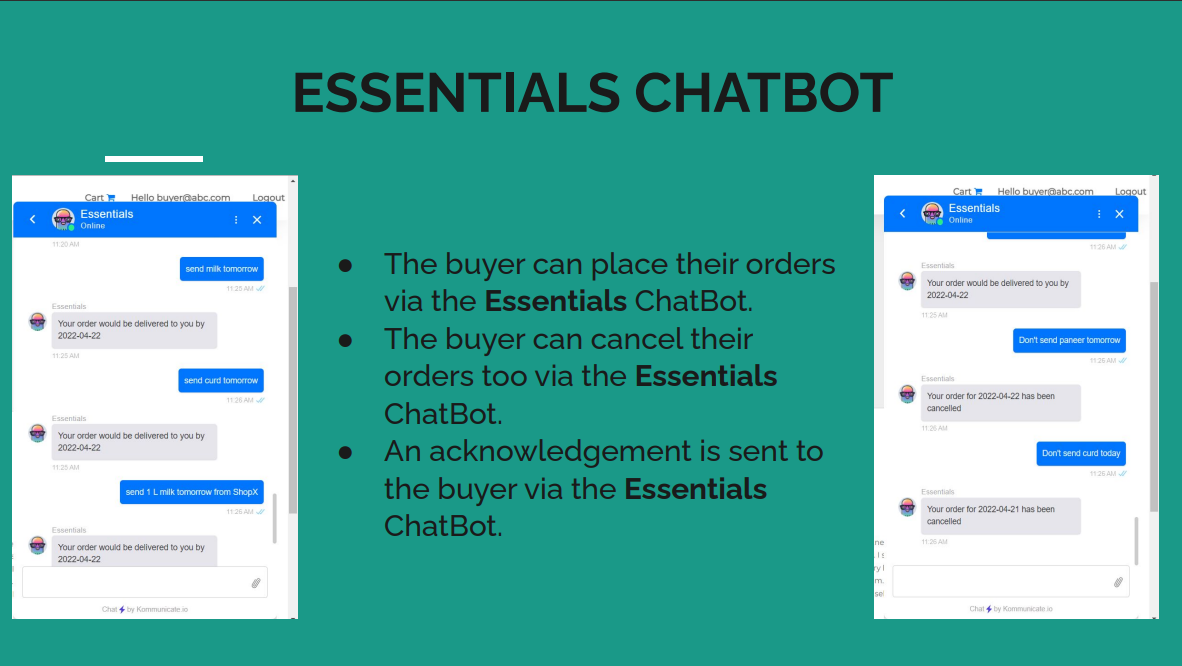 ESSENTIALS CHATBOT
Cart Hello buyer@abc.com Logout
Essentials
Online
11:20 AM
send milk tomorrow
11:25 AM
Essentials
Your order would be delivered to you by
2022-04-22
11:25 AM
send curd tomorrow
11:26 AM
Essentials
Your order would be delivered to you by
2022-04-22
11:25 AM
send 1 L milk tomorrow from ShopX
11:26 AM
Essentials
Your order would be delivered to you by
2022-04-22
Chat by Kommunicate.io
● The buyer can place their orders
via the Essentials ChatBot.
● The buyer can cancel their
orders too via the Essentials
ChatBot.
● An acknowledgement is sent to
the buyer via the Essentials
ChatBot.
Cart Hello buyer@abc.com Logout
Essentials
Online
11:26 AM
Essentials
Your order would be delivered to you by
2022-04-22
11:25 AM
Don't send paneer tomorrow
11:26 AM
Essentials
Your order for 2022-04-22 has been
cancelled
11:26 AM
Don't send curd today
11:26 AM
Essentials
Your order for 2022-04-21 has been
cancelled
11:26 AM
Chat by Kommunicate.io